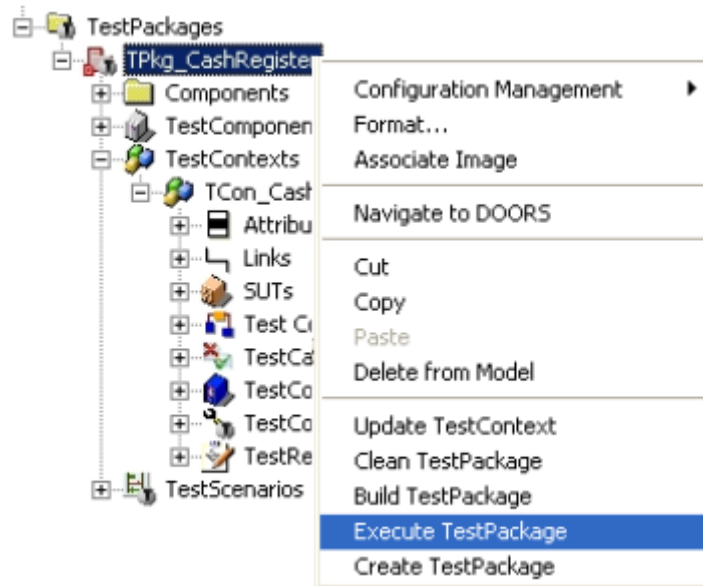 TestPackages
TPkg_CashRegister
Components
TestComponen
TestContexts
TCon_Cash
Attribu
Links
SUTs
Test Co
TestCa
TestCo
TestCo
TestRe
TestScenarios
Configuration Management
Format...
Associate Image
Navigate to DOORS
Cut
Copy
Paste
Delete from Model
Update TestContext
Clean TestPackage
Build TestPackage
Execute TestPackage
Create TestPackage